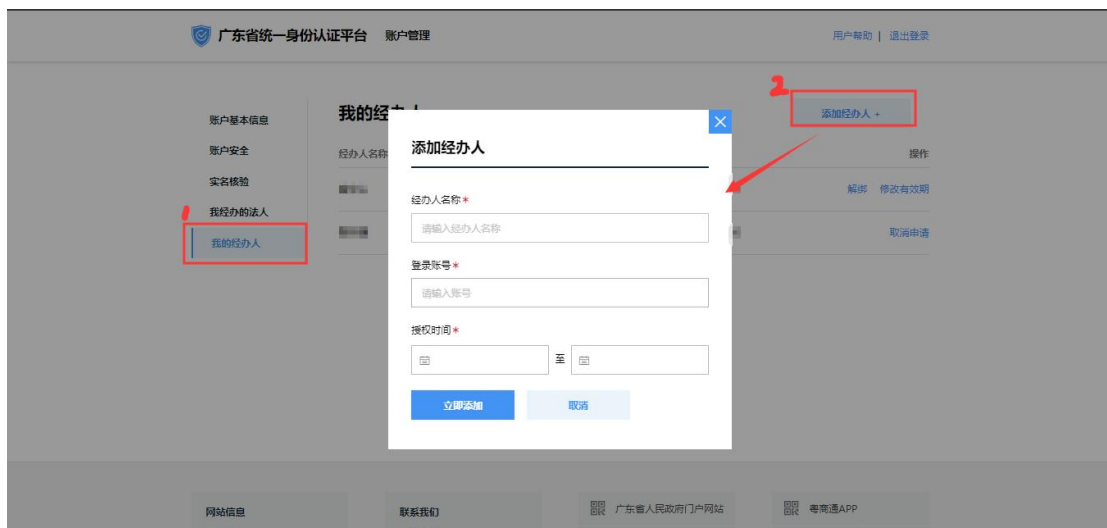 广东省统一身份认证平台 账户管理 用户帮助 | 退出登录
2
账户基本信息 我的经 添加经办人 +
账户安全 经办人名称 操作
实名核验 解绑 修改有效期
我经办的法人
1
我的经办人 取消申请
添加经办人
经办人名称*
请输入经办人名称
登录账号*
请输入账号
授权时间*
至
立即添加 取消
网站信息 联系我们 广东省人民政府门户网站 粤商通APP